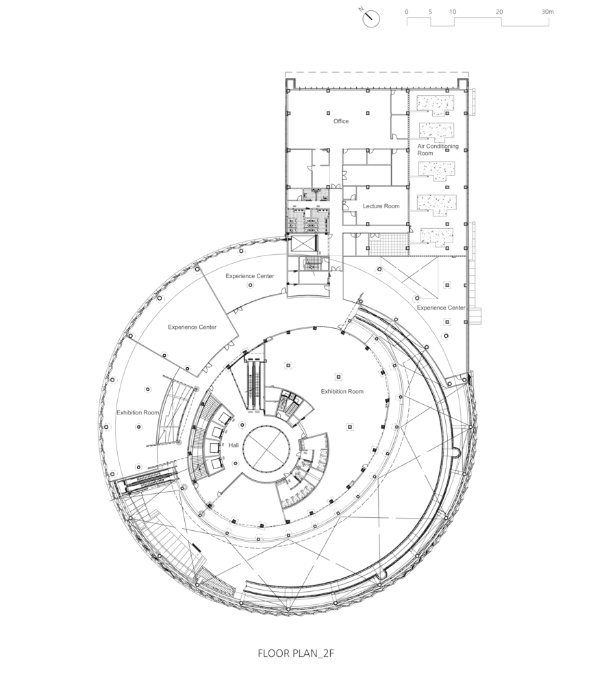 N
0 5 10 20 30m
Office
Air Conditioning
Room
Lecture Room
Experience Center
Experience Center
Experience Center
Exhibition Room
Exhibition Room
Hall
FLOOR PLAN_2F